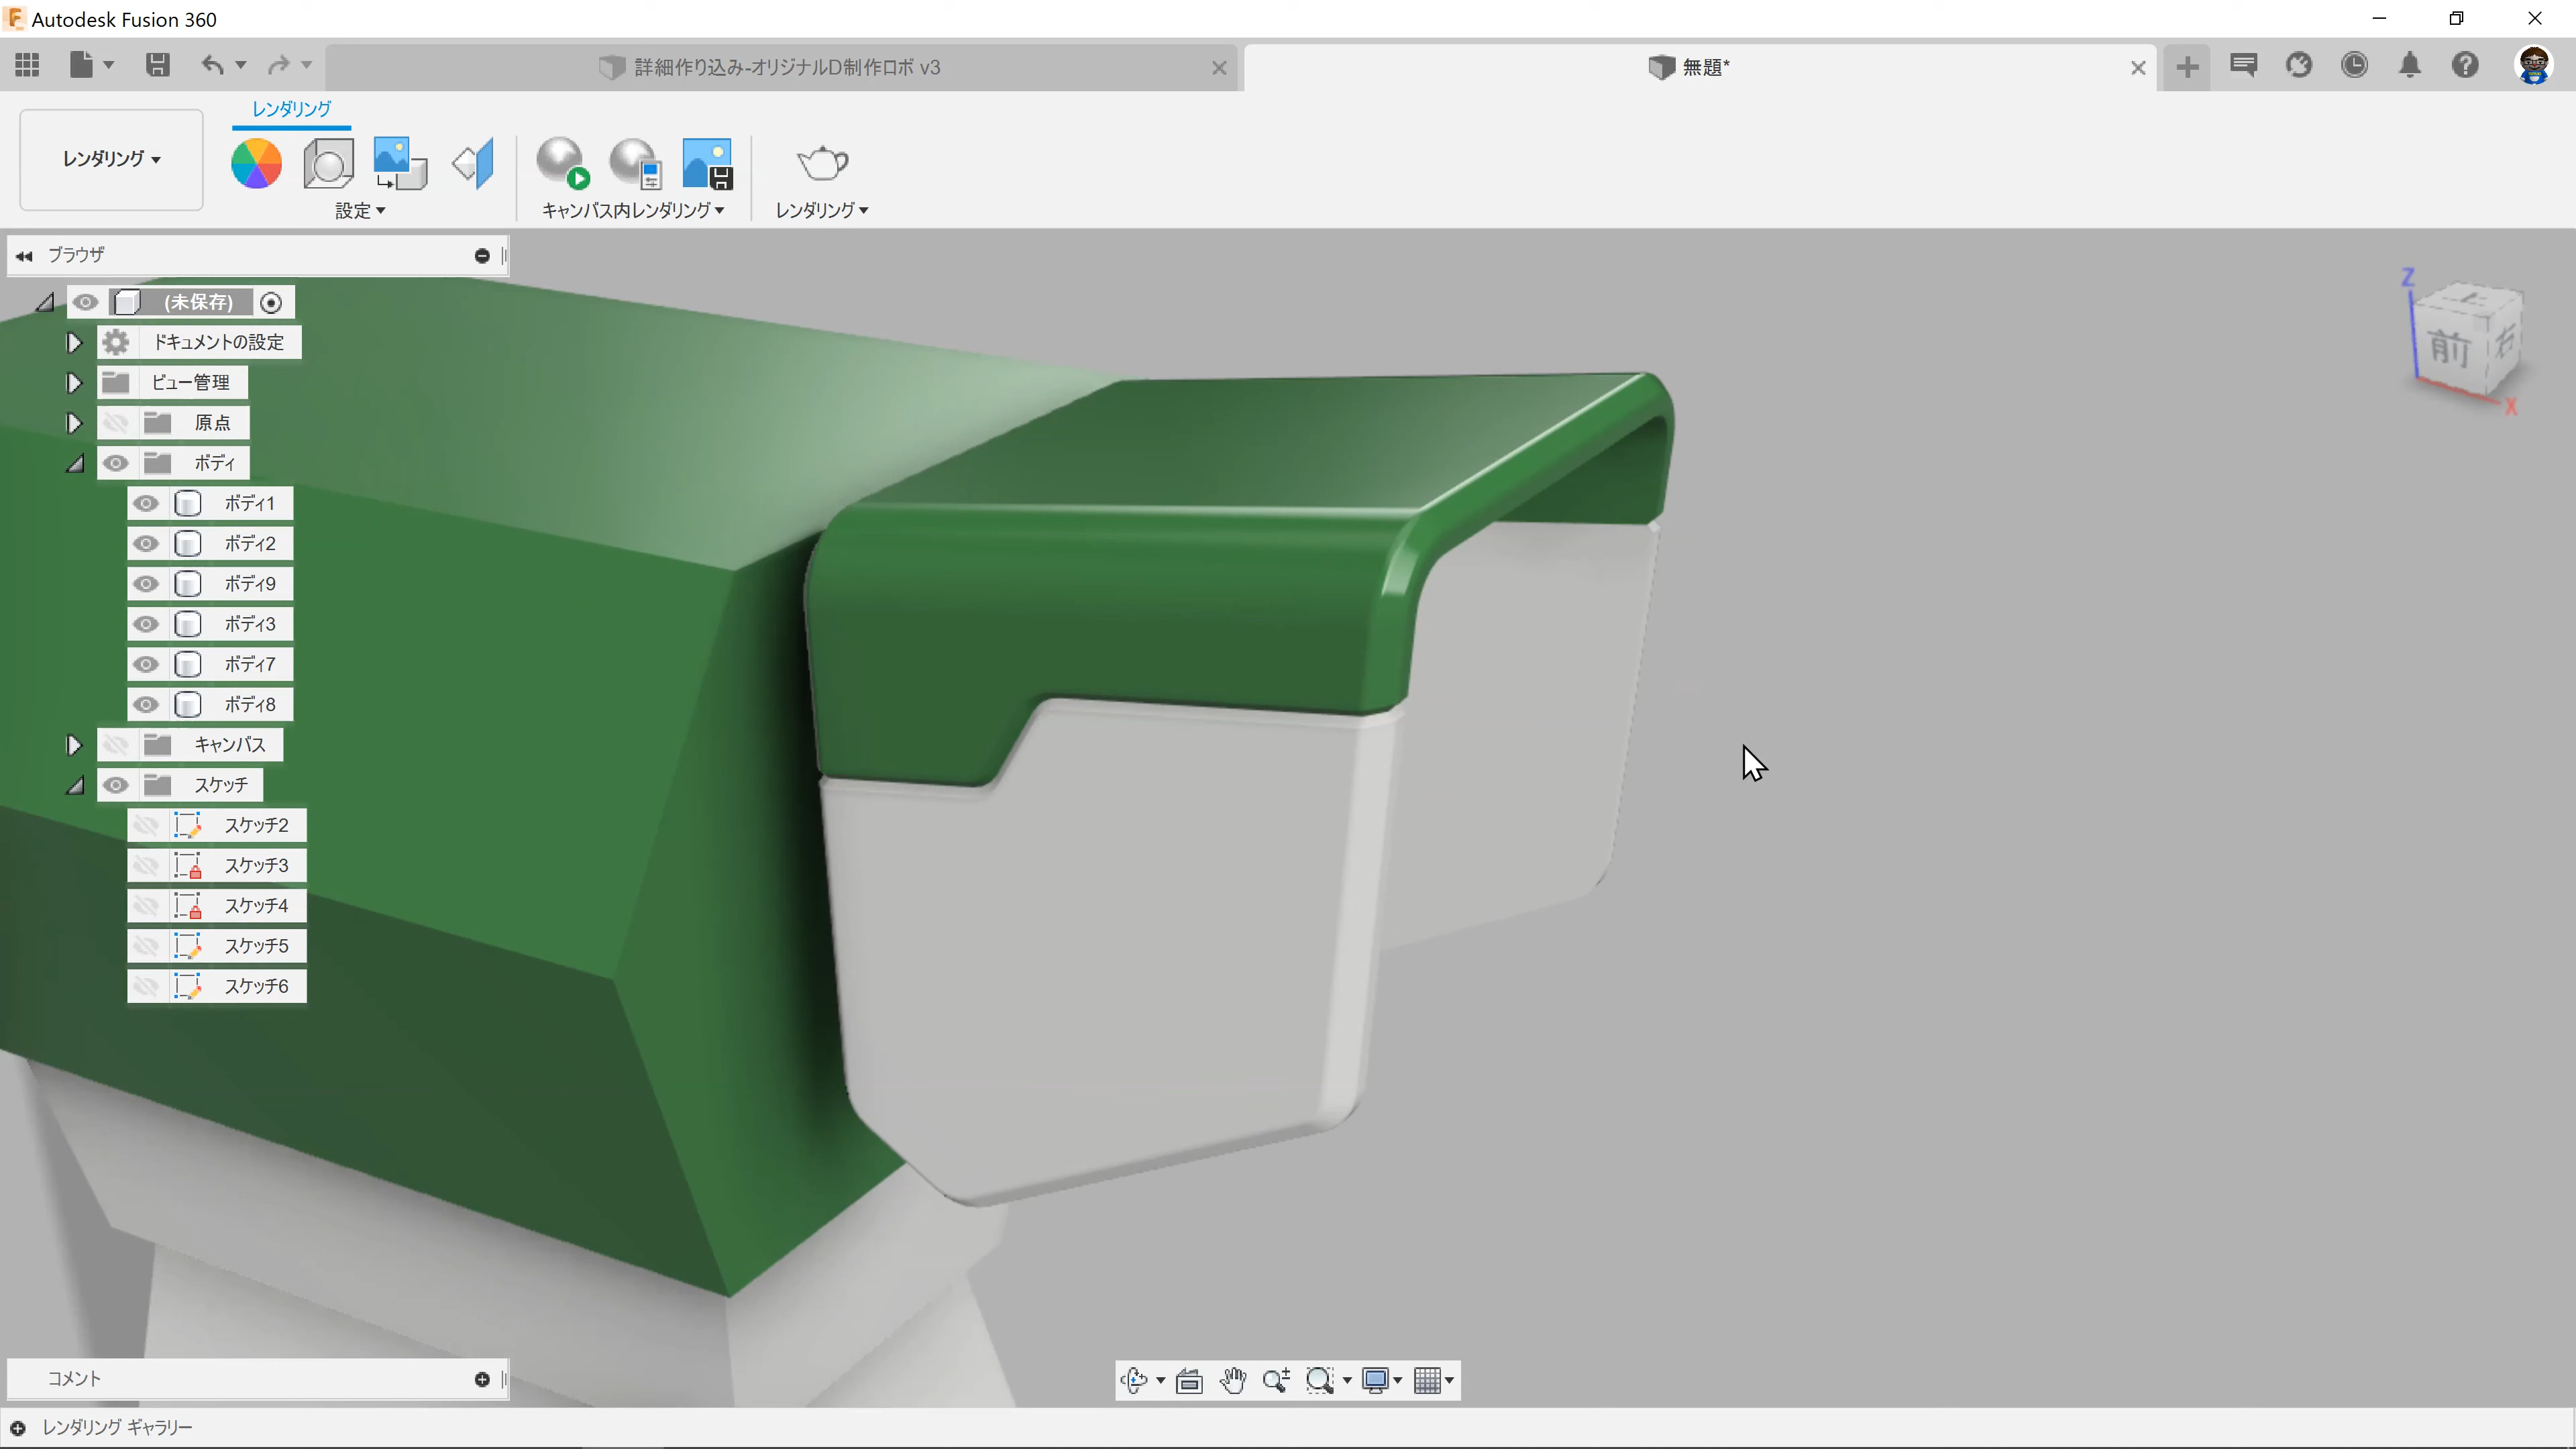 Autodesk Fusion 360
詳細作り込み-オリジナルD制作ロボ v3
無題*
レンダリング
レンダリング
設定
キャンバス内レンダリング
レンダリング
ブラウザ
(未保存)
ドキュメントの設定
ビュー管理
原点
ボディ
ボディ1
ボディ2
ボディ9
ボディ3
ボディ7
ボディ8
キャンバス
スケッチ
スケッチ2
スケッチ3
スケッチ4
スケッチ5
スケッチ6
Z
上
前
右
X
コメント
レンダリング ギャラリー